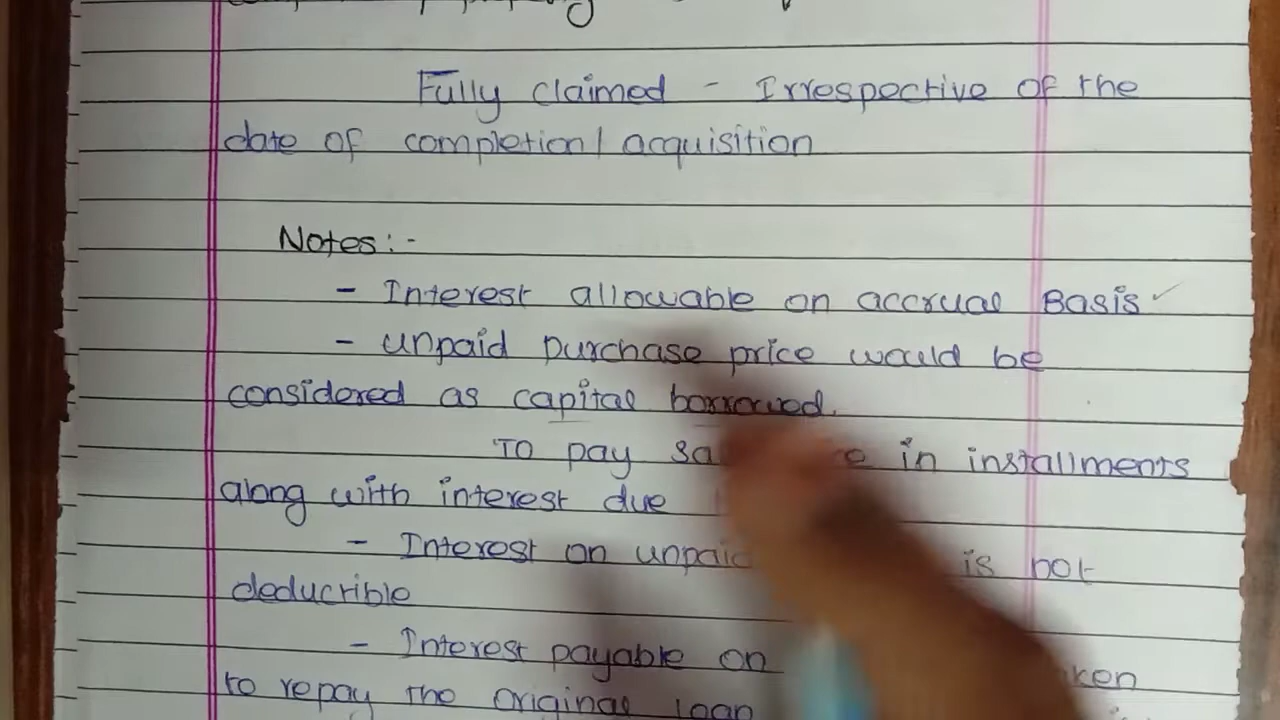 Fully claimed - Irrespective of the
date of completion/ acquisition
Notes:-
- Interest allowable on accrual Basis ✓
- unpaid purchase price would be
considered as capital borrowed.
To pay in installments
along with interest due
- Interest on is not
deductible
- Interest payable on
to repay the original loan